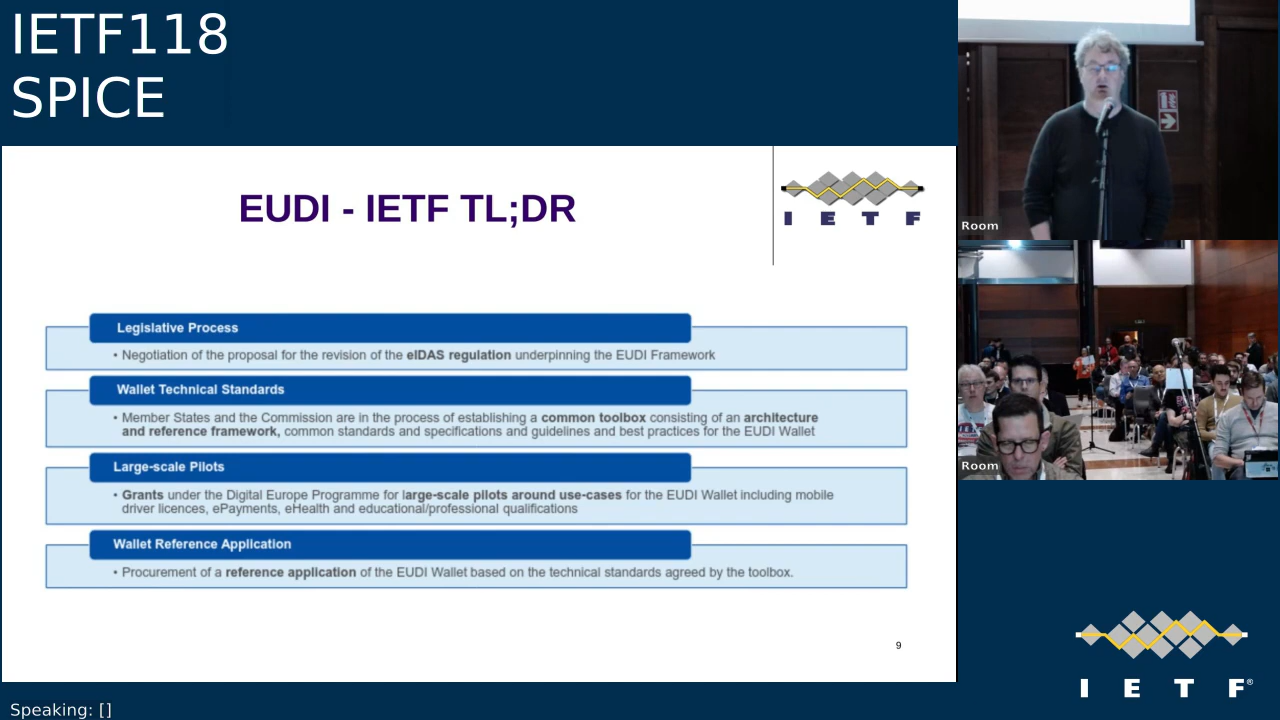 IETF118
SPICE
EUDI - IETF TL;DR
I E T F
Legislative Process
• Negotiation of the proposal for the revision of the eIDAS regulation underpinning the EUDI Framework
Wallet Technical Standards
• Member States and the Commission are in the process of establishing a common toolbox consisting of an architecture
and reference framework, common standards and specifications and guidelines and best practices for the EUDI Wallet
Large-scale Pilots
• Grants under the Digital Europe Programme for large-scale pilots around use-cases for the EUDI Wallet including mobile
driver licences, ePayments, eHealth and educational/professional qualifications
Wallet Reference Application
• Procurement of a reference application of the EUDI Wallet based on the technical standards agreed by the toolbox.
9
Room
Room
I E T F®
Speaking: []